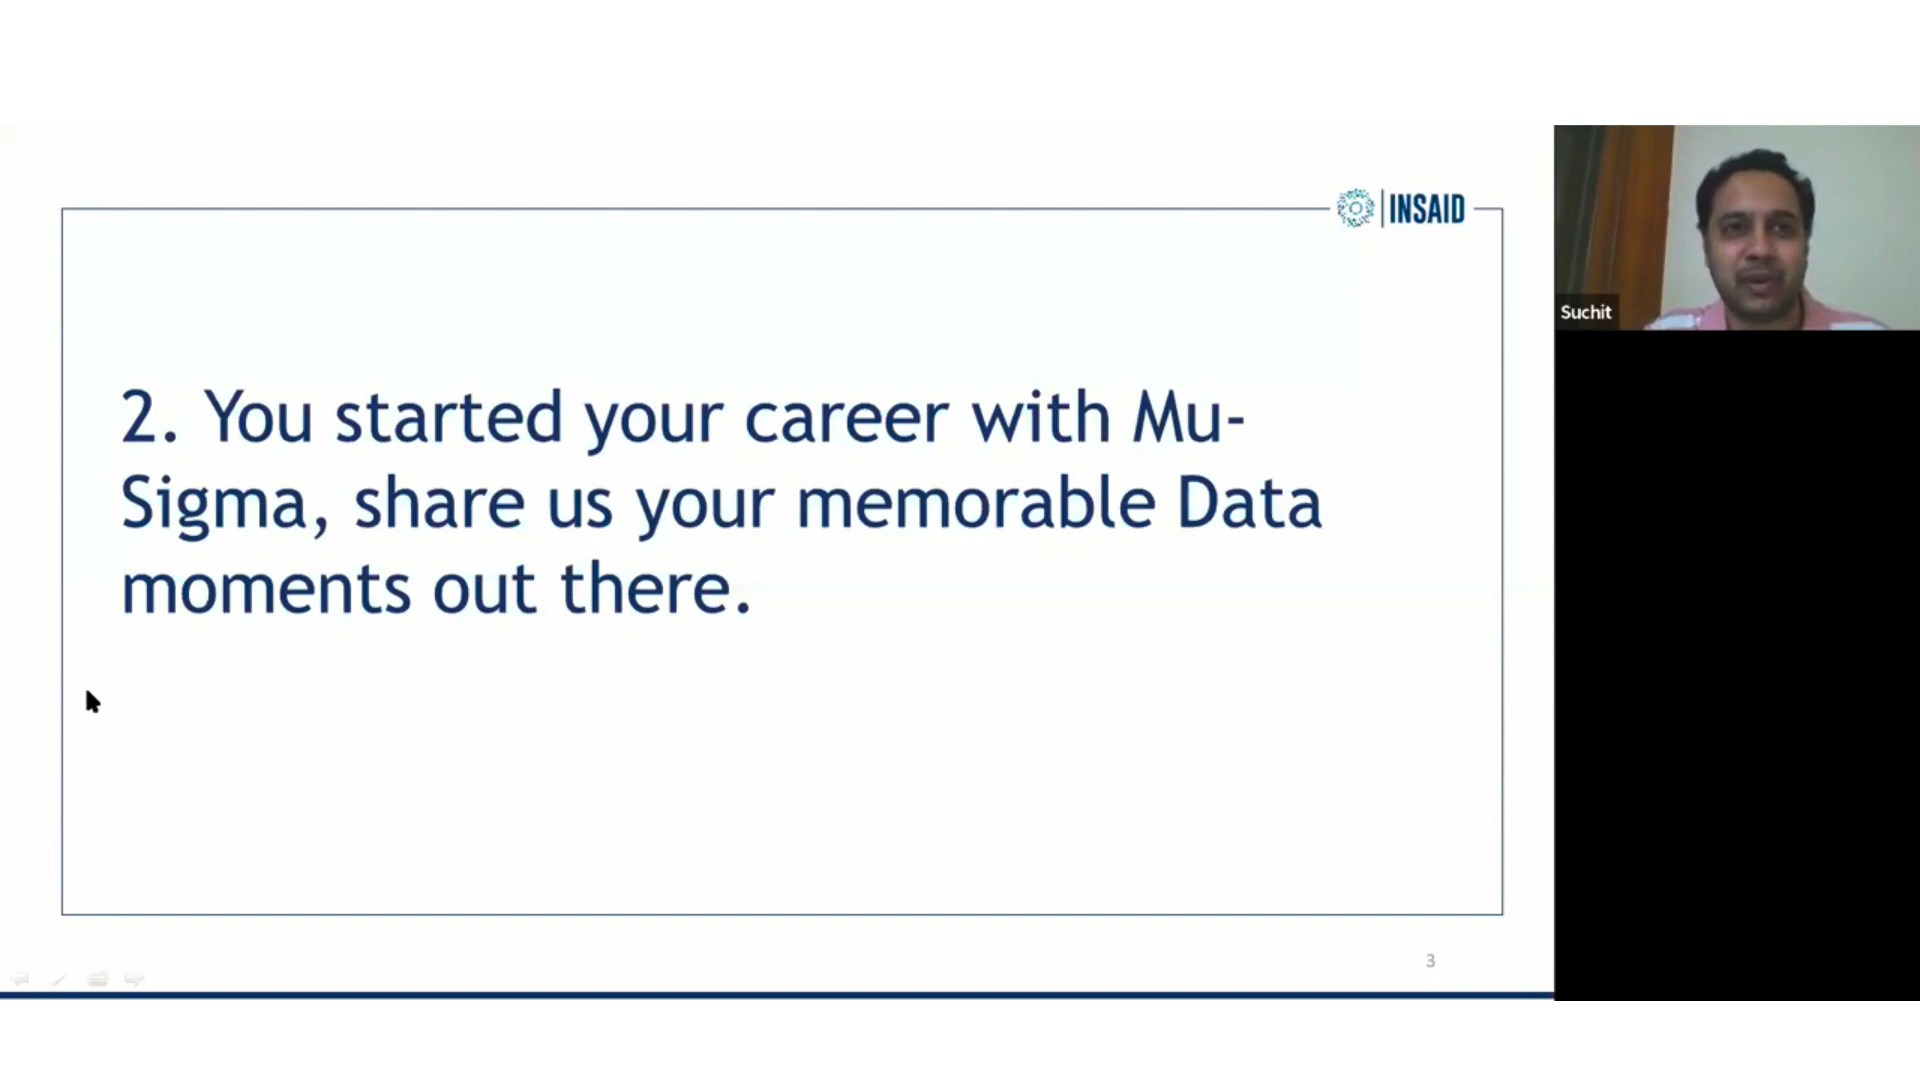 INSAID
Suchit
2. You started your career with Mu-
Sigma, share us your memorable Data
moments out there.
3